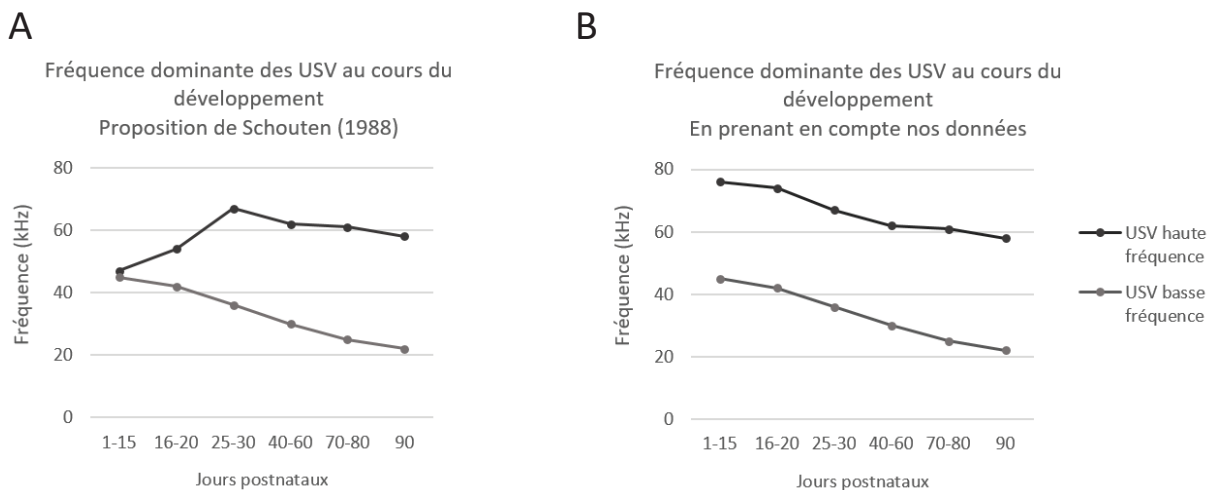 A
Fréquence dominante des USV au cours du
développement
Proposition de Schouten (1988)
80
60
40
20
0
Fréquence (kHz)
1-15 16-20 25-30 40-60 70-80 90
Jours postnataux
B
Fréquence dominante des USV au cours du
développement
En prenant en compte nos données
80
60
40
20
0
Fréquence (kHz)
1-15 16-20 25-30 40-60 70-80 90
Jours postnataux
USV haute
fréquence
USV basse
fréquence